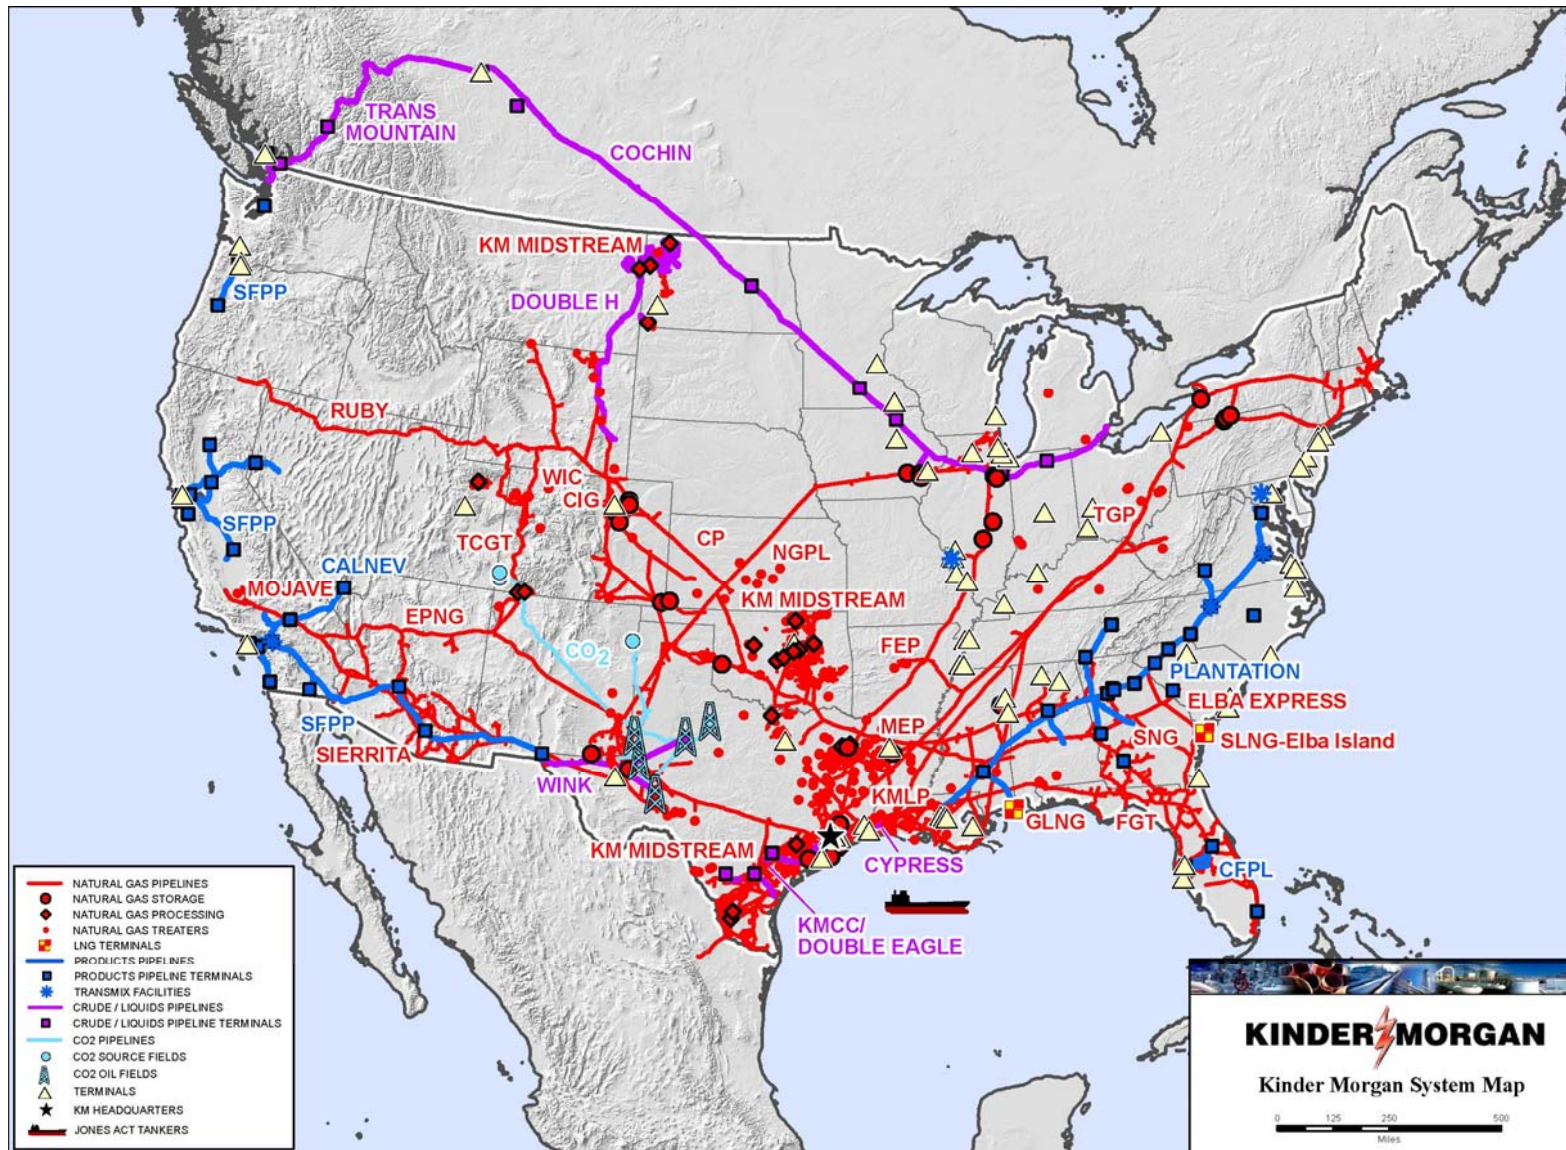 TRANS
MOUNTAIN
COCHIN
KM MIDSTREAM
SFPP
DOUBLE H
RUBY
WIC
CIG
TCGT
SFPP
CP
NGPL
TGP
CALNEV
MOJAVE
EPNG
CO2
KM MIDSTREAM
FEP
PLANTATION
ELBA EXPRESS
SFPP
SIERRITA
WINK
MEP
SNG
SLNG-Elba Island
KMLP
GLNG
FGT
KM MIDSTREAM
CYPRESS
CFPL
KMCC/
DOUBLE EAGLE
NATURAL GAS PIPELINES
NATURAL GAS STORAGE
NATURAL GAS PROCESSING
NATURAL GAS TREATERS
LNG TERMINALS
PRODUCTS PIPELINES
PRODUCTS PIPELINE TERMINALS
TRANSMIX FACILITIES
CRUDE / LIQUIDS PIPELINES
CRUDE / LIQUIDS PIPELINE TERMINALS
CO2 PIPELINES
CO2 SOURCE FIELDS
CO2 OIL FIELDS
TERMINALS
KM HEADQUARTERS
JONES ACT TANKERS
KINDER MORGAN
Kinder Morgan System Map
0 125 250 500
Miles